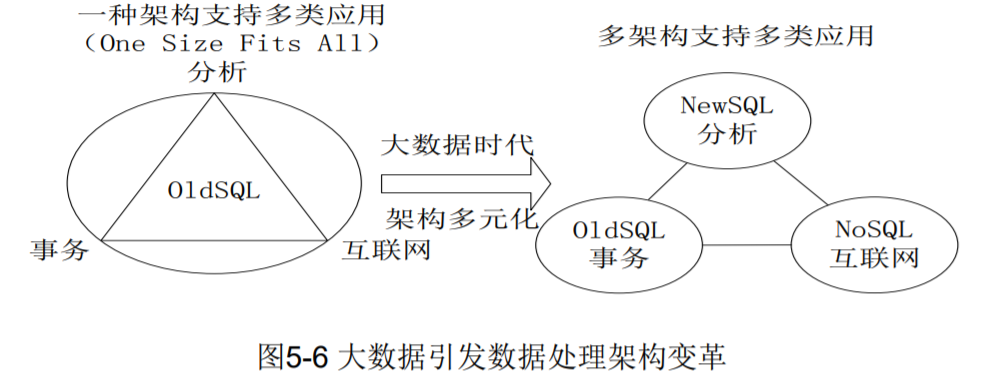 一种架构支持多类应用
（One Size Fits All）
分析
OldSQL
事务
互联网
大数据时代
架构多元化
多架构支持多类应用
NewSQL
分析
OldSQL
事务
NoSQL
互联网
图5-6 大数据引发数据处理架构变革